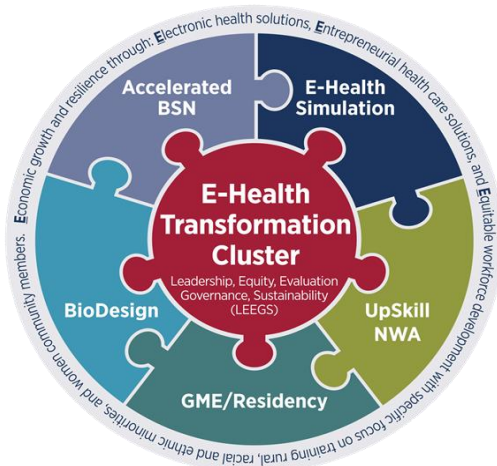 Economic growth and resilience through: Electronic health solutions, Entrepreneurial health care solutions, and Equitable workforce development with specific focus on training rural, racial and ethnic minorities, and women community members.
Accelerated
BSN
E-Health
Simulation
E-Health
Transformation
Cluster
Leadership, Equity, Evaluation
Governance, Sustainability
(LEEGS)
BioDesign
UpSkill
NWA
GME/Residency